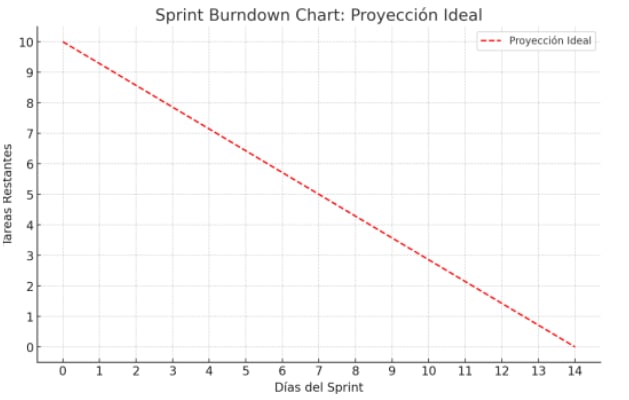 Sprint Burndown Chart: Proyección Ideal
Proyección Ideal
10
9
8
7
6
5
4
3
2
1
0
Tareas Restantes
0 1 2 3 4 5 6 7 8 9 10 11 12 13 14
Días del Sprint